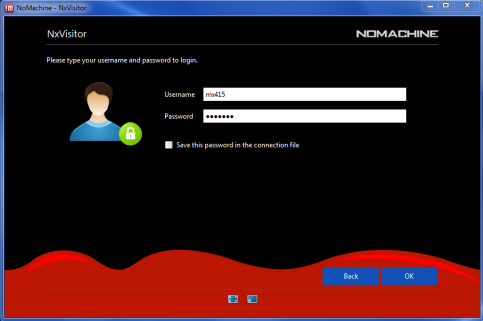 NoMachine - NxVisitor
NxVisitor
NOMACHINE
Please type your username and password to login.
Username
mx415
Password
•••••••
Save this password in the connection file
Back
OK